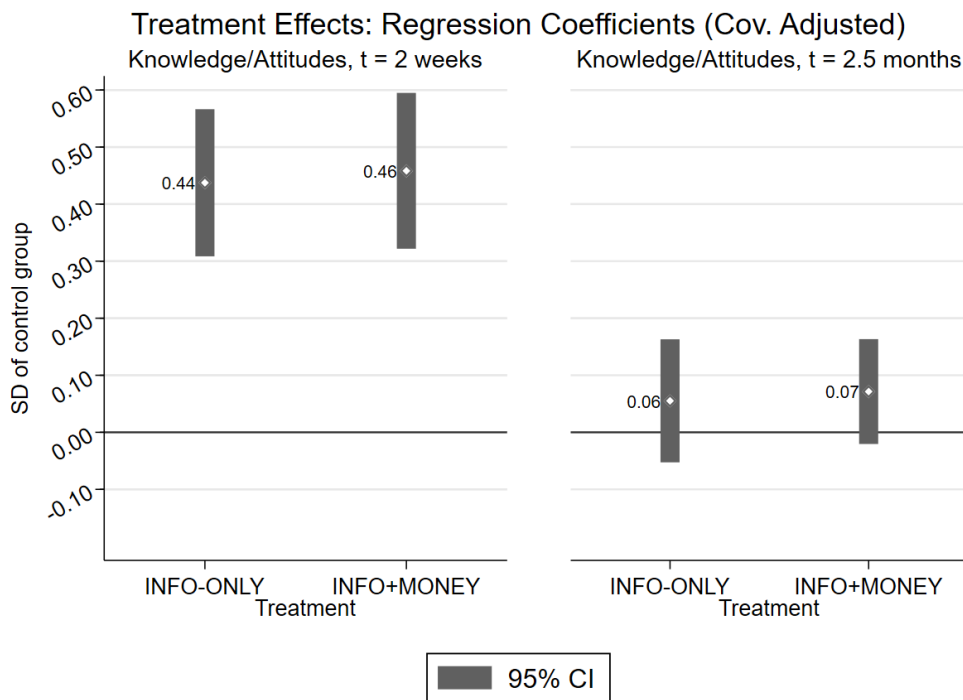 Treatment Effects: Regression Coefficients (Cov. Adjusted)
Knowledge/Attitudes, t = 2 weeks
Knowledge/Attitudes, t = 2.5 months
SD of control group
0.60
0.50
0.40
0.30
0.20
0.10
0.00
-0.10
0.44
0.46
0.06
0.07
INFO-ONLY
INFO+MONEY
Treatment
INFO-ONLY
INFO+MONEY
Treatment
95% CI